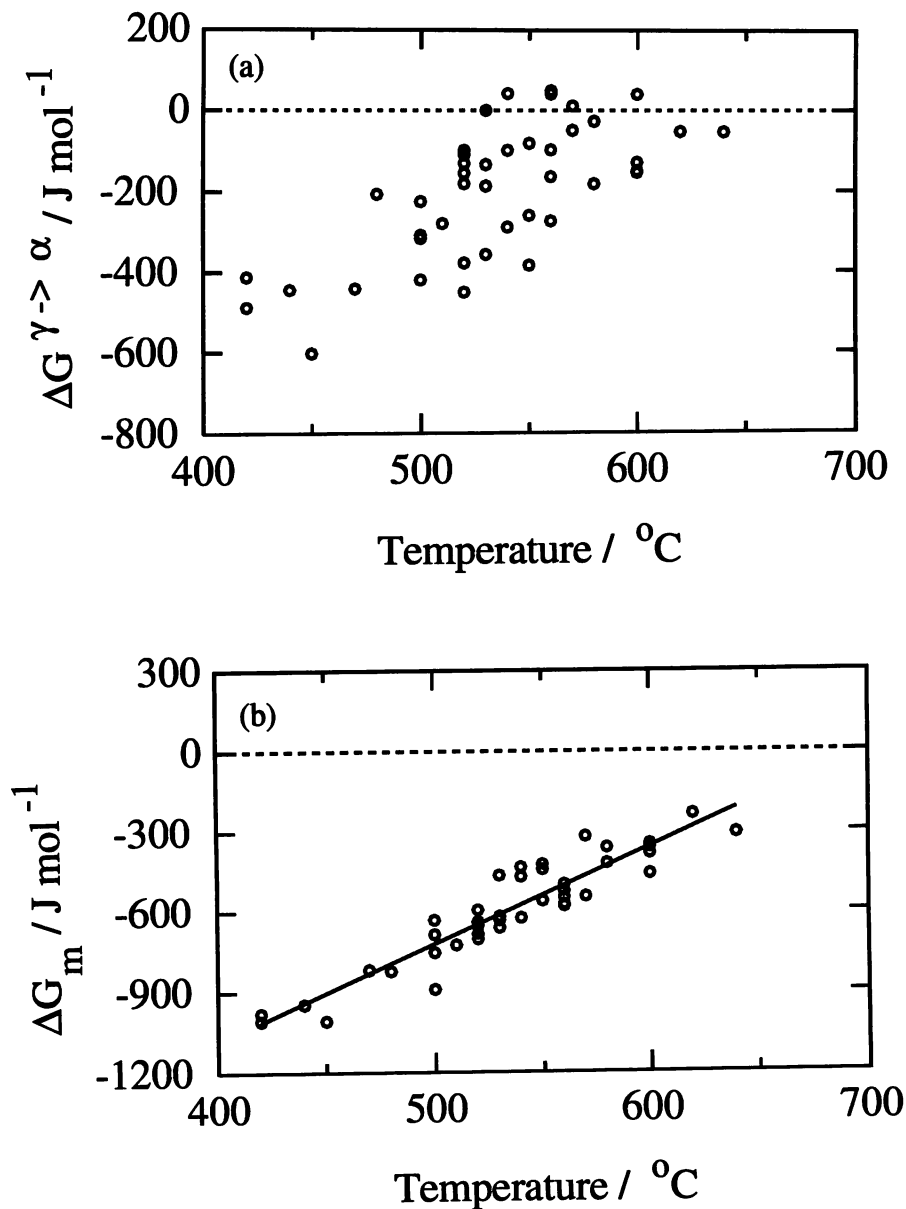 200
(a)
0
-200
-400
-600
-800
400 500 600 700
ΔG γ -> α / J mol⁻¹
Temperature / °C
300
(b)
0
-300
-600
-900
-1200
400 500 600 700
ΔGₘ / J mol⁻¹
Temperature / °C